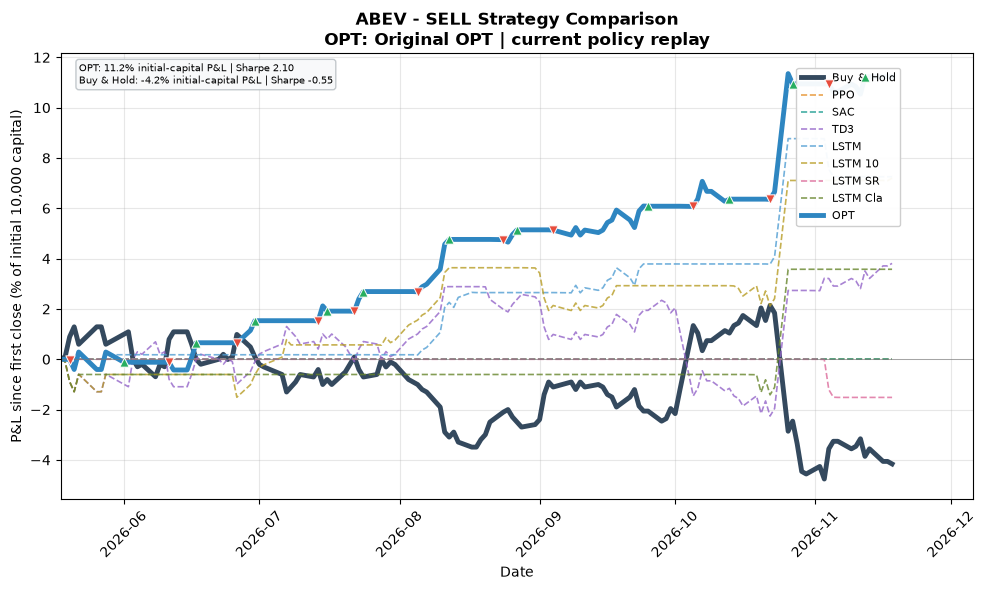 ABEV - SELL Strategy Comparison
OPT: Original OPT | current policy replay
OPT: 11.2% initial-capital P&L | Sharpe 2.10
Buy & Hold: -4.2% initial-capital P&L | Sharpe -0.55
Buy & Hold
PPO
SAC
TD3
LSTM
LSTM 10
LSTM SR
LSTM Cla
OPT
P&L since first close (% of initial 10,000 capital)
12
10
8
6
4
2
0
−2
−4
2026-06
2026-07
2026-08
2026-09
2026-10
2026-11
2026-12
Date